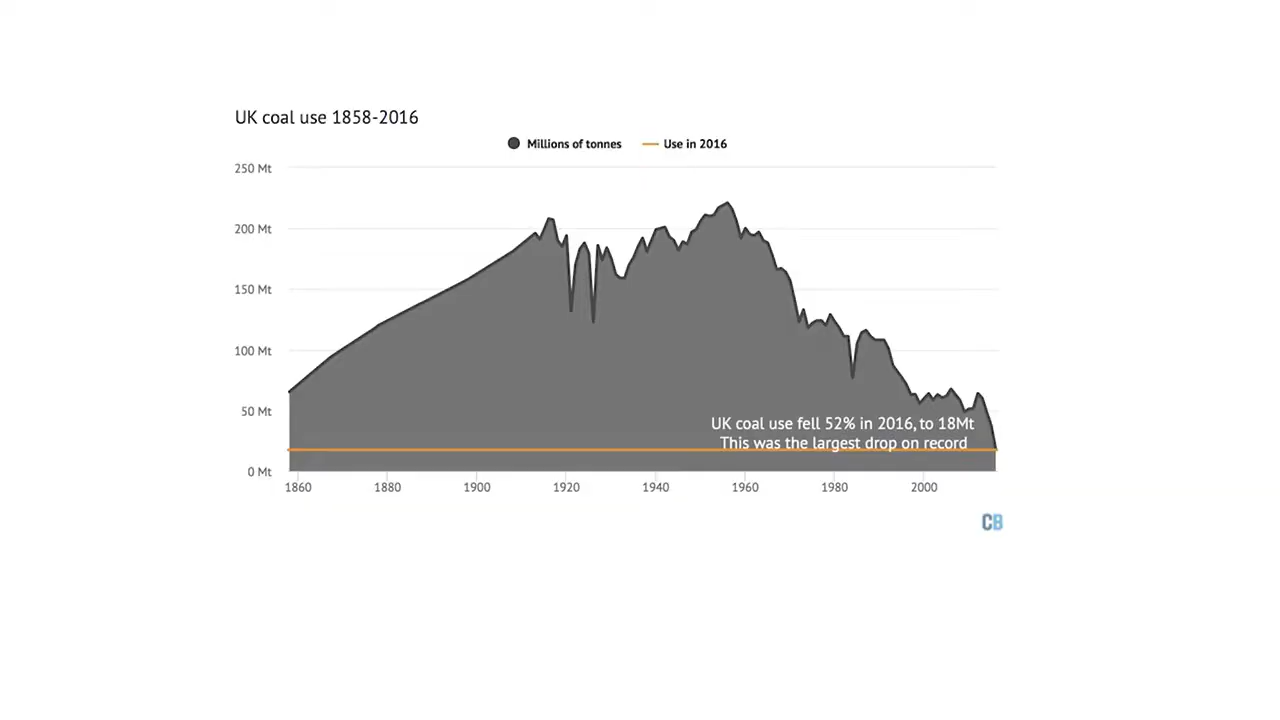 UK coal use 1858-2016
Millions of tonnes Use in 2016
250 Mt
200 Mt
150 Mt
100 Mt
50 Mt
UK coal use fell 52% in 2016, to 18Mt
This was the largest drop on record
0 Mt
1860 1880 1900 1920 1940 1960 1980 2000
CB